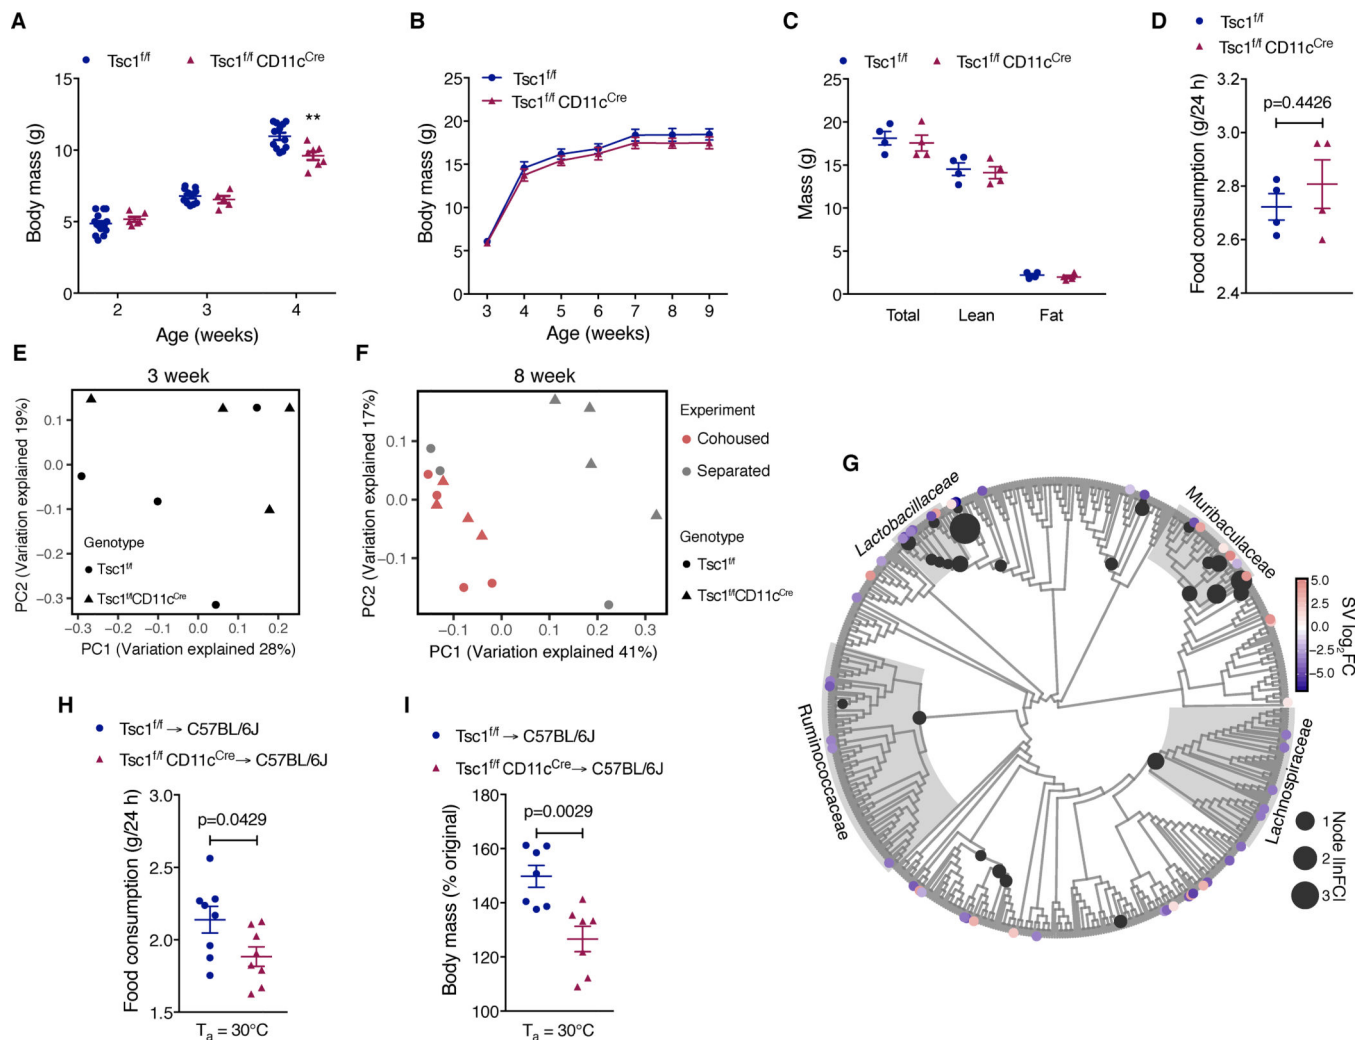 A
Tsc1f/f
Tsc1f/f CD11cCre
Body mass (g)
15
10
5
0
**
2
3
4
Age (weeks)
B
Tsc1f/f
Tsc1f/f CD11cCre
Body mass (g)
25
20
15
10
5
0
3 4 5 6 7 8 9
Age (weeks)
C
Tsc1f/f
Tsc1f/f CD11cCre
Mass (g)
25
20
15
10
5
0
Total
Lean
Fat
D
Tsc1f/f
Tsc1f/f CD11cCre
Food consumption (g/24 h)
3.2
3.0
2.8
2.6
2.4
p=0.4426
E
3 week
PC2 (Variation explained 19%)
0.1
0.0
−0.1
−0.2
−0.3
Genotype
Tsc1f/f
Tsc1f/fCD11cCre
−0.3 −0.2 −0.1 0.0 0.1 0.2
PC1 (Variation explained 28%)
F
8 week
PC2 (Variation explained 17%)
0.1
0.0
−0.1
−0.1 0.0 0.1 0.2 0.3
PC1 (Variation explained 41%)
Experiment
Cohoused
Separated
Genotype
Tsc1f/f
Tsc1f/fCD11cCre
G
Lactobacillaceae
Muribaculaceae
Ruminococcaceae
Lachnospiraceae
5.0
2.5
0.0
−2.5
−5.0
SV log2FC
1
2
3
Node |lnFC|
H
Tsc1f/f → C57BL/6J
Tsc1f/f CD11cCre → C57BL/6J
Food consumption (g/24 h)
3.0
2.5
2.0
1.5
p=0.0429
Ta = 30°C
I
Tsc1f/f → C57BL/6J
Tsc1f/f CD11cCre → C57BL/6J
Body mass (% original)
180
160
140
120
100
p=0.0029
Ta = 30°C